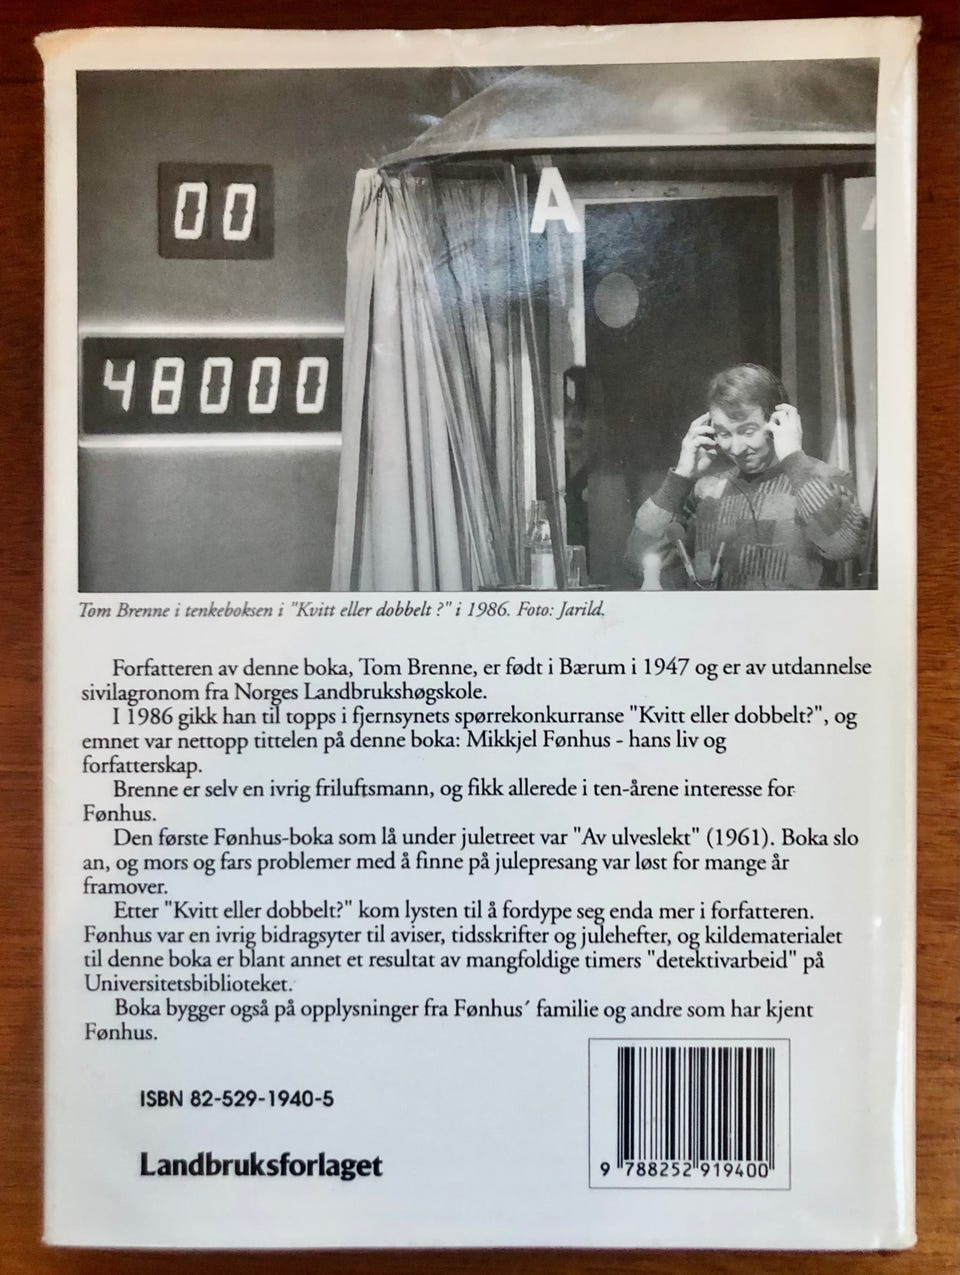 00
A
48000
Tom Brenne i tenkeboksen i "Kvitt eller dobbelt ?" i 1986. Foto: Jarild.
Forfatteren av denne boka, Tom Brenne, er født i Bærum i 1947 og er av utdannelse
sivilagronom fra Norges Landbrukshøgskole.
I 1986 gikk han til topps i fjernsynets spørrekonkurranse "Kvitt eller dobbelt?", og
emnet var nettopp tittelen på denne boka: Mikkjel Fønhus - hans liv og
forfatterskap.
Brenne er selv en ivrig friluftsmann, og fikk allerede i ten-årene interesse for
Fønhus.
Den første Fønhus-boka som lå under juletreet var "Av ulveslekt" (1961). Boka slo
an, og mors og fars problemer med å finne på julepresang var løst for mange år
framover.
Etter "Kvitt eller dobbelt?" kom lysten til å fordype seg enda mer i forfatteren.
Fønhus var en ivrig bidragsyter til aviser, tidsskrifter og julehefter, og kildematerialet
til denne boka er blant annet et resultat av mangfoldige timers "detektivarbeid" på
Universitetsbiblioteket.
Boka bygger også på opplysninger fra Fønhus´ familie og andre som har kjent
Fønhus.
ISBN 82-529-1940-5
Landbruksforlaget
9 788252 919400